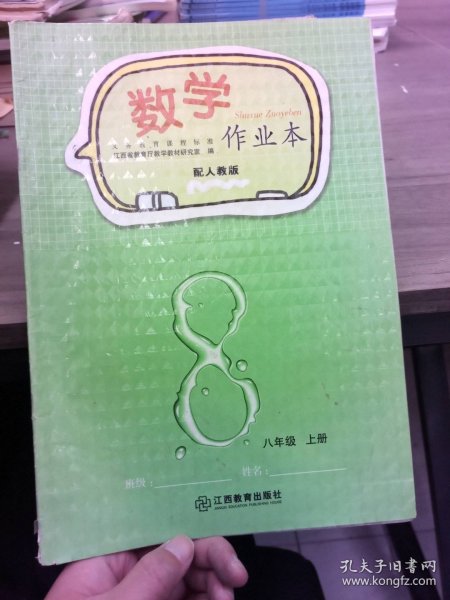 数学
Shuxue Zuoyeben
作业本
义务教育课程标准
江西省教育厅教学教材研究室 编
配人教版
8
八年级 上册
班级：
姓名：
江西教育出版社
JIANGXI EDUCATION PUBLISHING HOUSE
孔夫子旧书网
www.kongfz.com